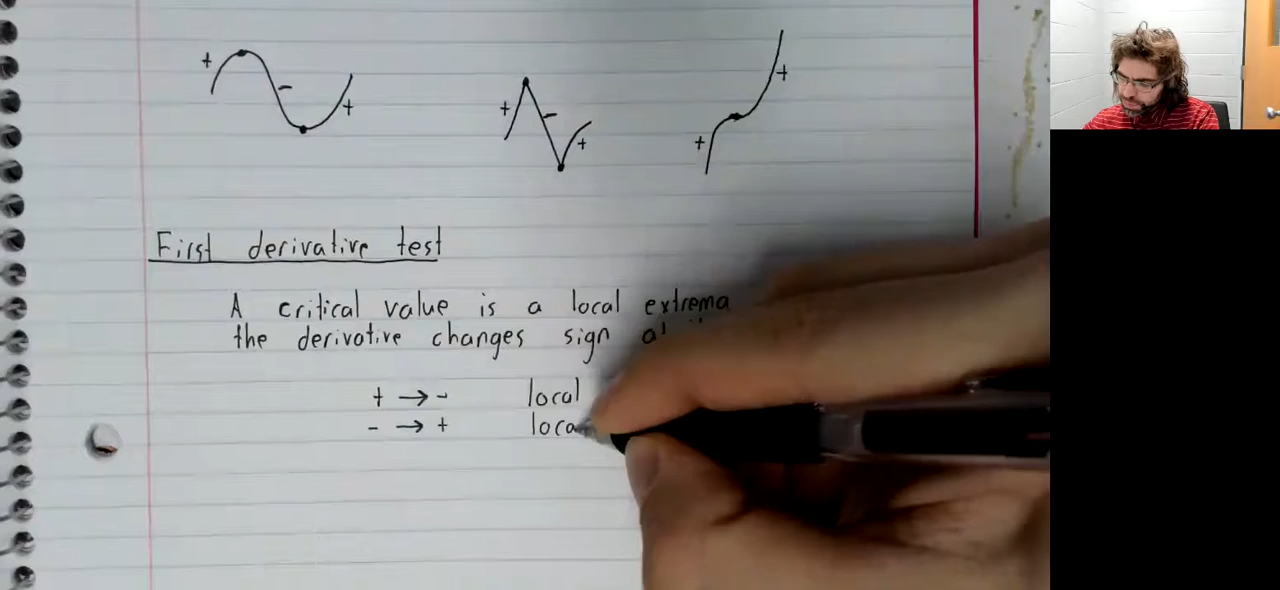 + - +
+ - +
+ +
First derivative test
A critical value is a local extrema
the derivative changes sign
+ → - local
- → +